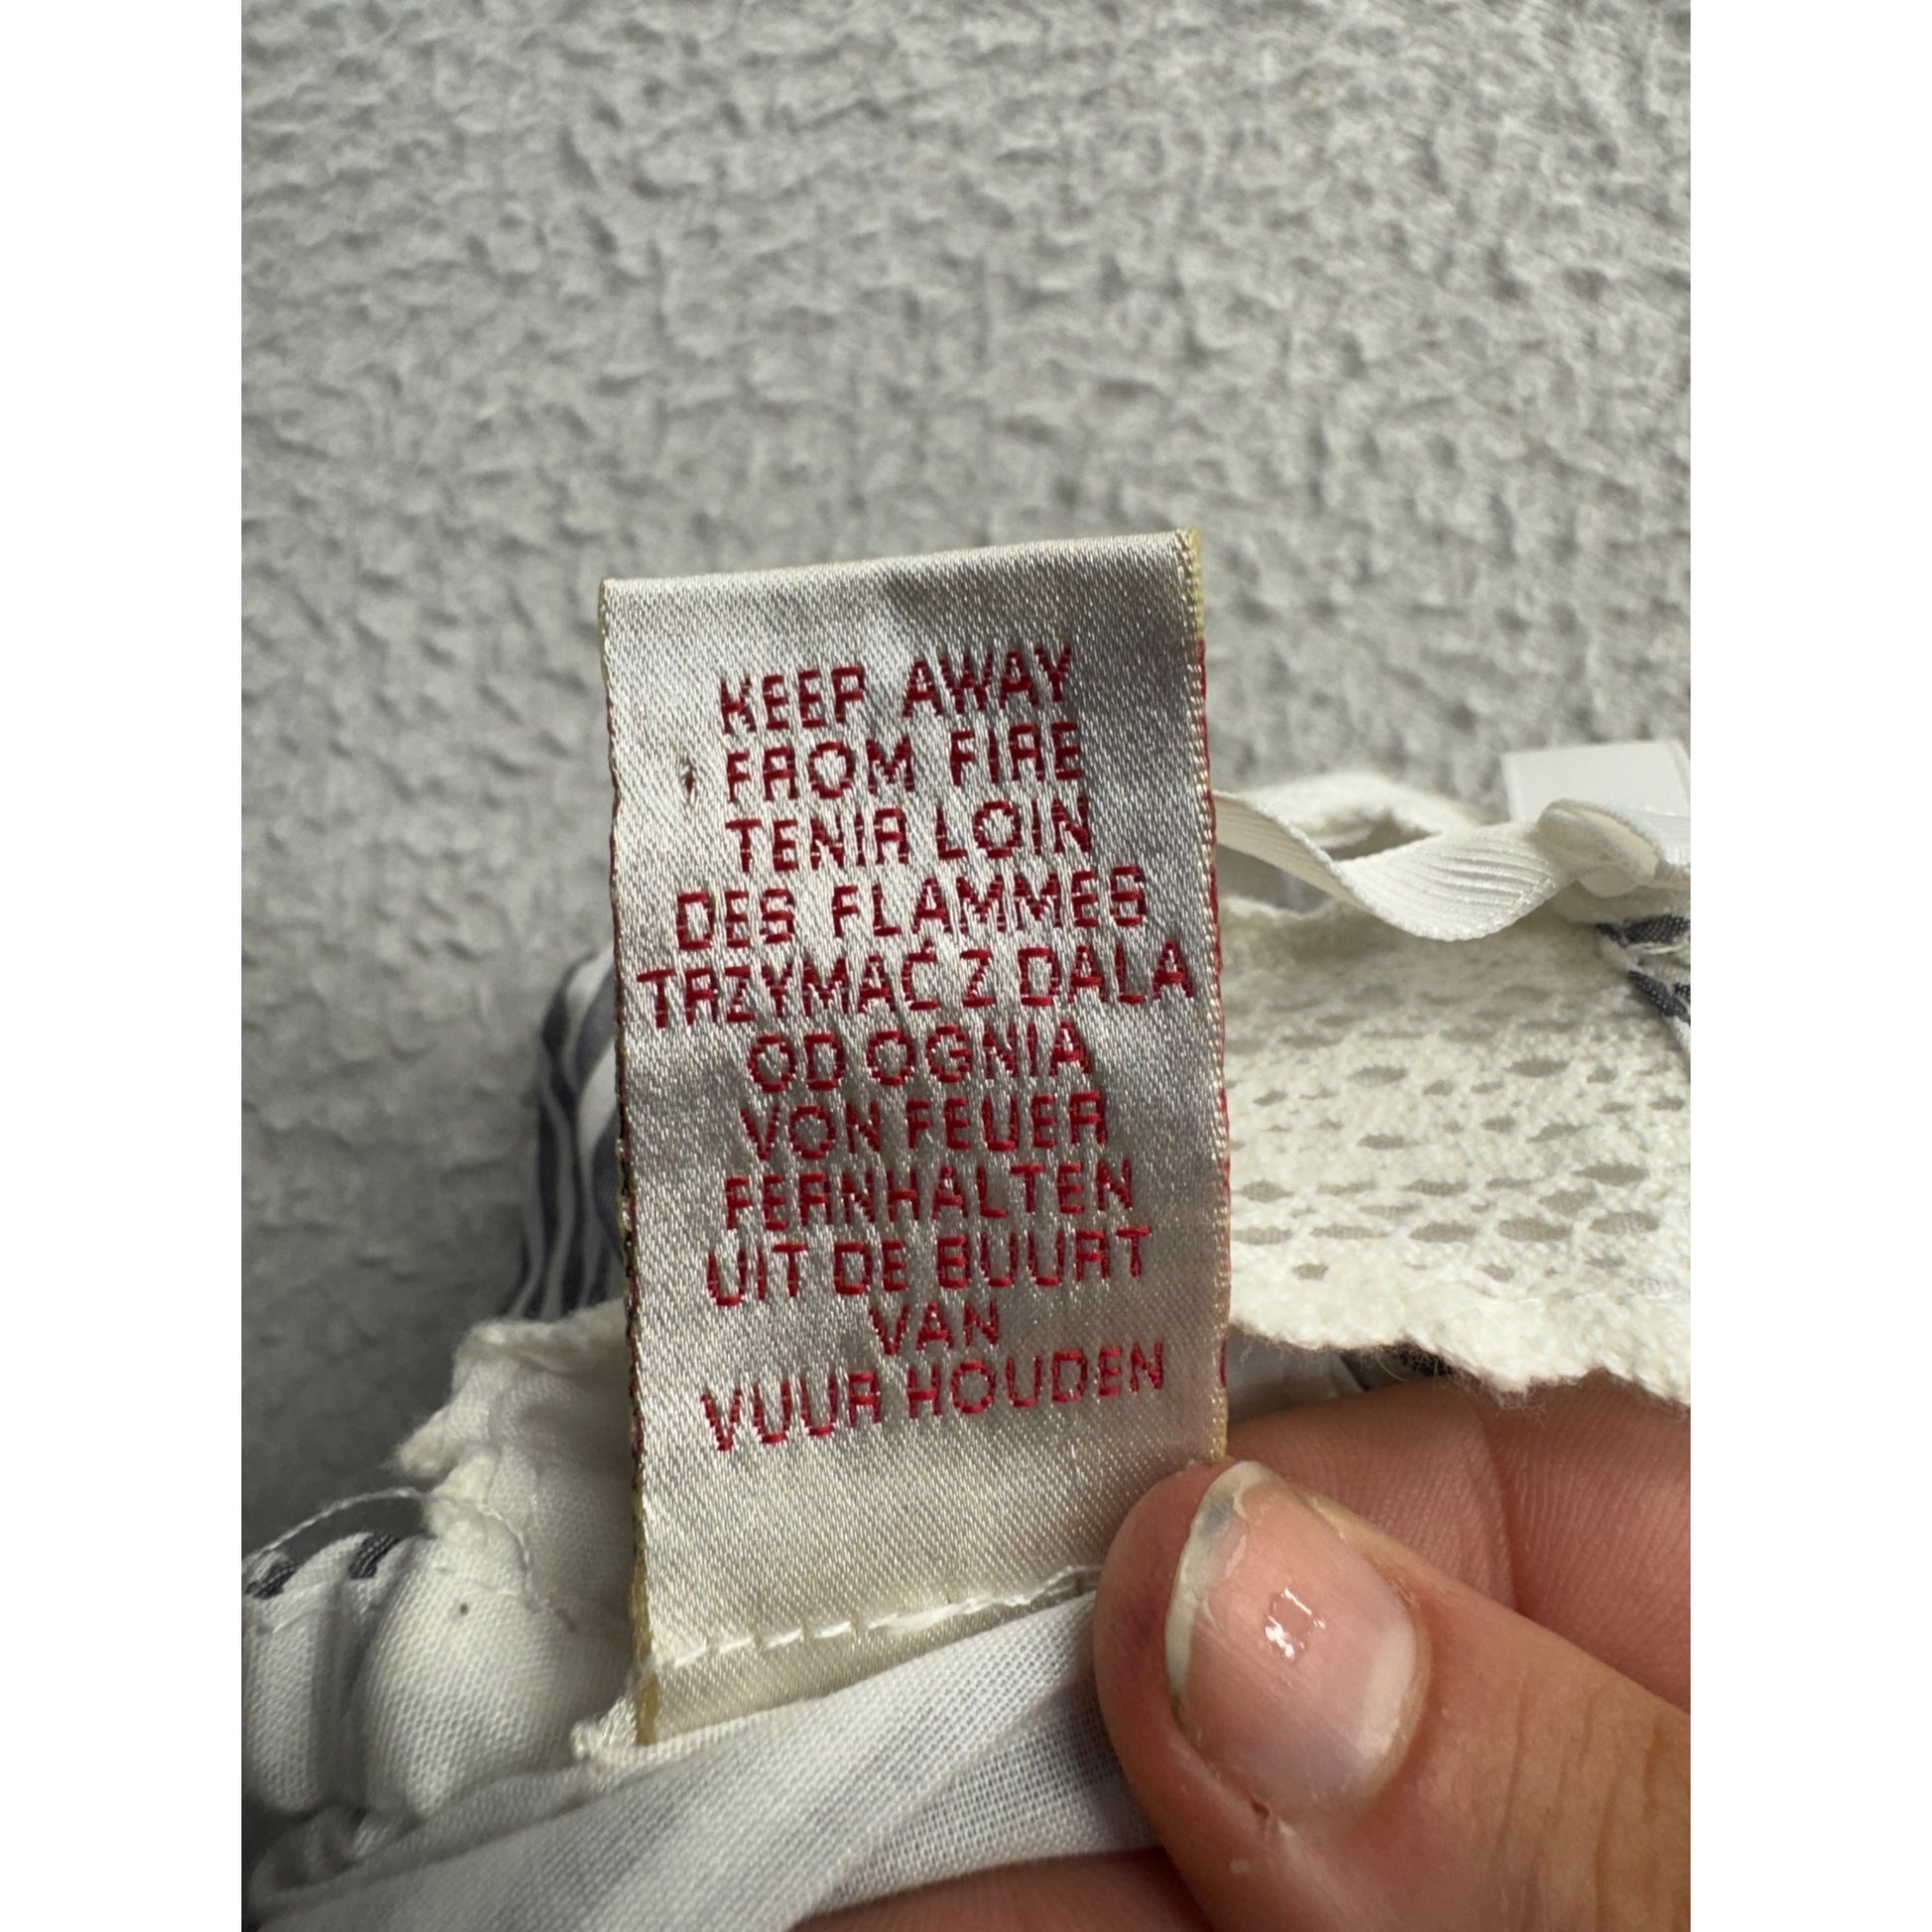 KEEP AWAY
FROM FIRE
TENIR LOIN
DES FLAMMES
TRZYMAĆ Z DALA
OD OGNIA
VON FEUER
FERNHALTEN
UIT DE BUURT
VAN
VUUR HOUDEN